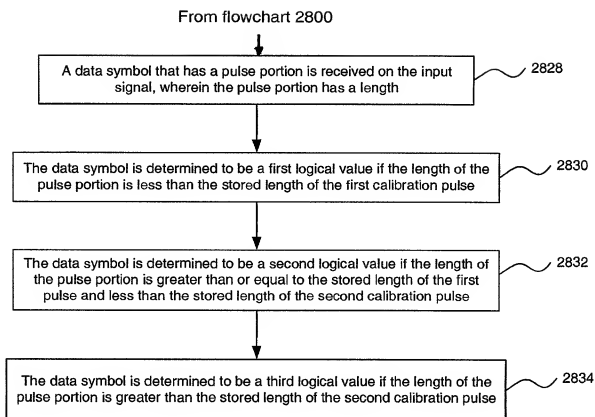 From flowchart 2800
A data symbol that has a pulse portion is received on the input
signal, wherein the pulse portion has a length
2828
The data symbol is determined to be a first logical value if the length of the
pulse portion is less than the stored length of the first calibration pulse
2830
The data symbol is determined to be a second logical value if the length of
the pulse portion is greater than or equal to the stored length of the first
pulse and less than the stored length of the second calibration pulse
2832
The data symbol is determined to be a third logical value if the length of the
pulse portion is greater than the stored length of the second calibration pulse
2834